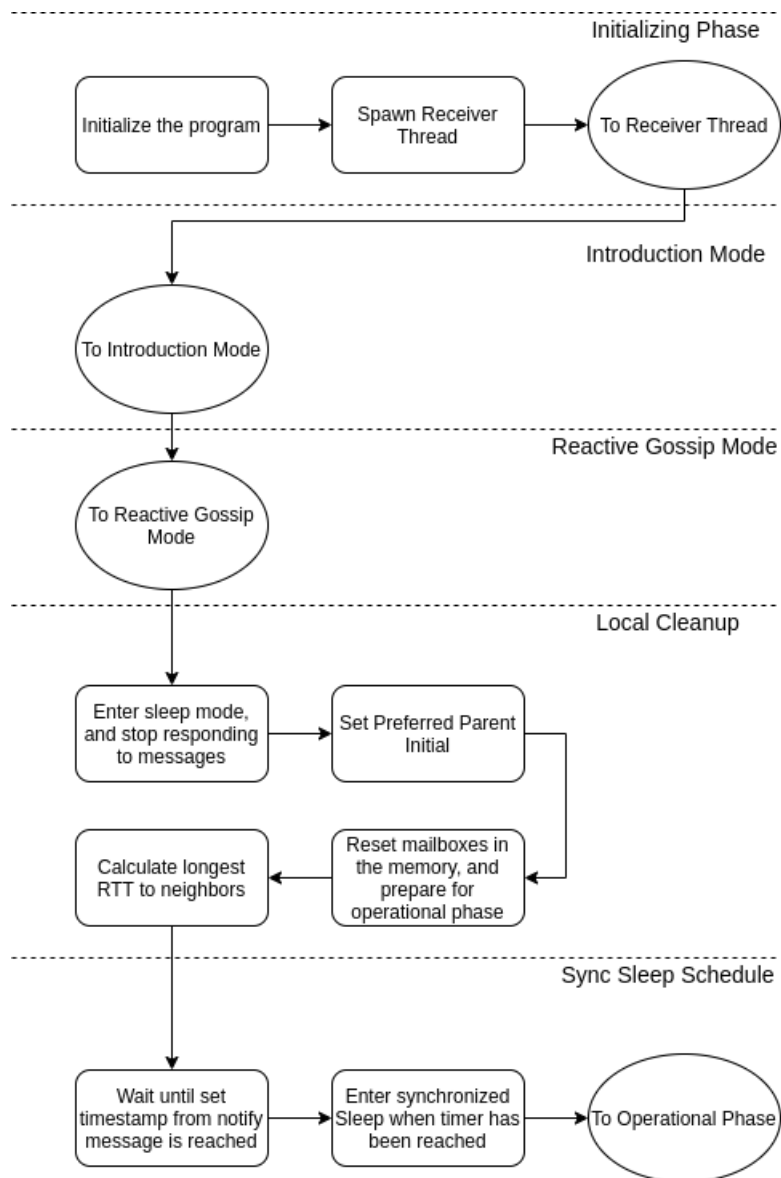 Initializing Phase
Initialize the program
Spawn Receiver
Thread
To Receiver Thread
Introduction Mode
To Introduction Mode
Reactive Gossip Mode
To Reactive Gossip
Mode
Local Cleanup
Enter sleep mode,
and stop responding
to messages
Set Preferred Parent
Initial
Calculate longest
RTT to neighbors
Reset mailboxes in
the memory, and
prepare for
operational phase
Sync Sleep Schedule
Wait until set
timestamp from notify
message is reached
Enter synchronized
Sleep when timer has
been reached
To Operational Phase